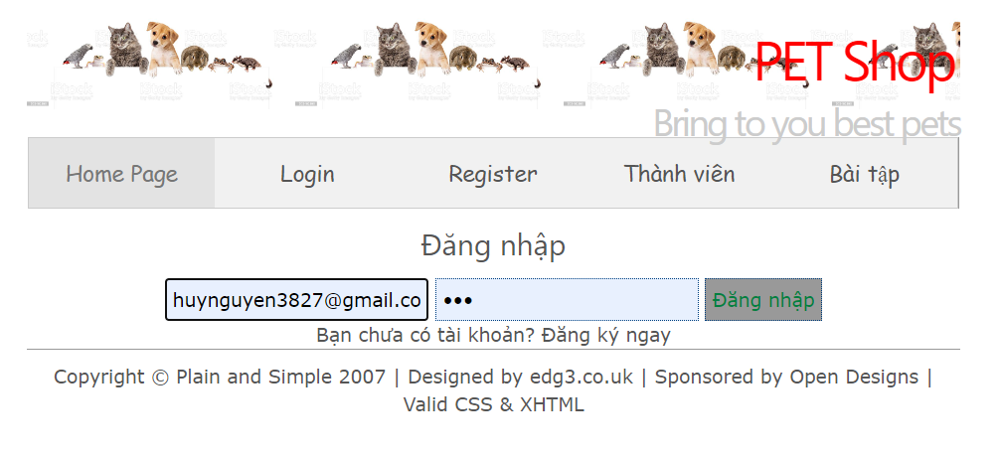 PET Shop
Bring to you best pets
Home Page Login Register Thành viên Bài tập
Đăng nhập
huynguyen3827@gmail.co ••• Đăng nhập
Bạn chưa có tài khoản? Đăng ký ngay
Copyright © Plain and Simple 2007 | Designed by edg3.co.uk | Sponsored by Open Designs |
Valid CSS & XHTML